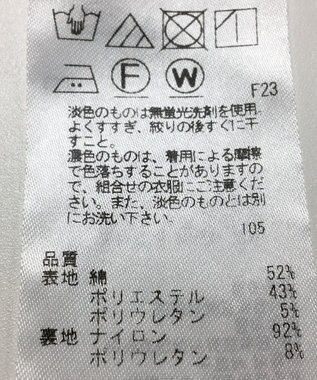 F
W
F23
淡色のものは無蛍光洗剤を使用、
よくすすぎ、絞りの後すぐに干
すこと。
濃色のものは、着用による摩擦
で色落ちすることがありますの
で、組合せの衣服にご注意くだ
さい。また、淡色のものとは別
にお洗い下さい。
105
品質
表地 綿 52%
ポリエステル 43%
ポリウレタン 5%
裏地 ナイロン 92%
ポリウレタン 8%